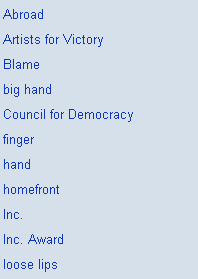 Abroad
Artists for Victory
Blame
big hand
Council for Democracy
finger
hand
homefront
Inc.
Inc. Award
loose lips